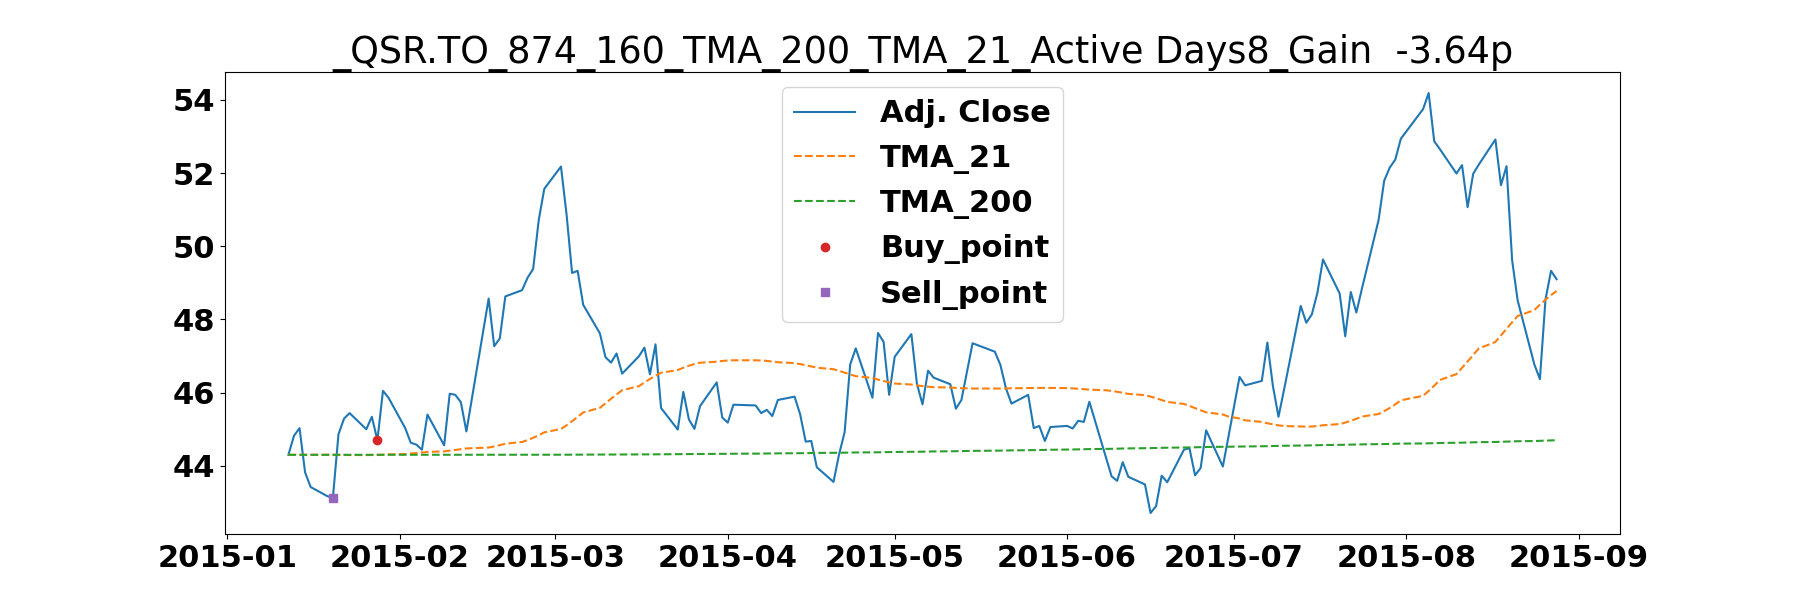 _QSR.TO_874_160_TMA_200_TMA_21_Active Days8_Gain  -3.64p
Adj. Close
TMA_21
TMA_200
Buy_point
Sell_point
54
52
50
48
46
44
2015-01 2015-02 2015-03 2015-04 2015-05 2015-06 2015-07 2015-08 2015-09